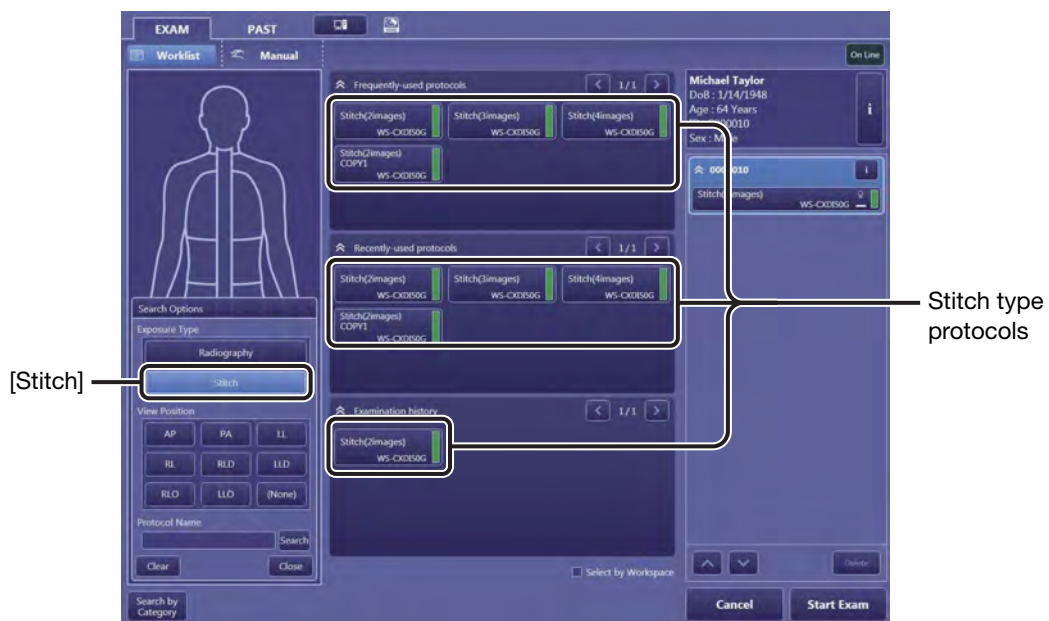 EXAM
PAST
Worklist
Manual
On Line
Frequently-used protocols
1/1
Stitch(2images)
WS-CXDI50G
Stitch(3images)
WS-CXDI50G
Stitch(4images)
WS-CXDI50G
Stitch(2images)
COPY1
WS-CXDI50G
Recently-used protocols
1/1
Stitch(2images)
WS-CXDI50G
Stitch(3images)
WS-CXDI50G
Stitch(4images)
WS-CXDI50G
Stitch(2images)
COPY1
WS-CXDI50G
Examination history
1/1
Stitch(2images)
WS-CXDI50G
Select by Workspace
Michael Taylor
DoB : 1/14/1948
Age : 64 Years
Sex :
i
i
WS-CXDI50G
Delete
Cancel
Start Exam
Search Options
Exposure Type
Radiography
Stitch
View Position
AP
PA
LL
RL
RLD
LLD
RLO
LLO
(None)
Protocol Name
Search
Clear
Close
Search by
Category
[Stitch]
Stitch type
protocols